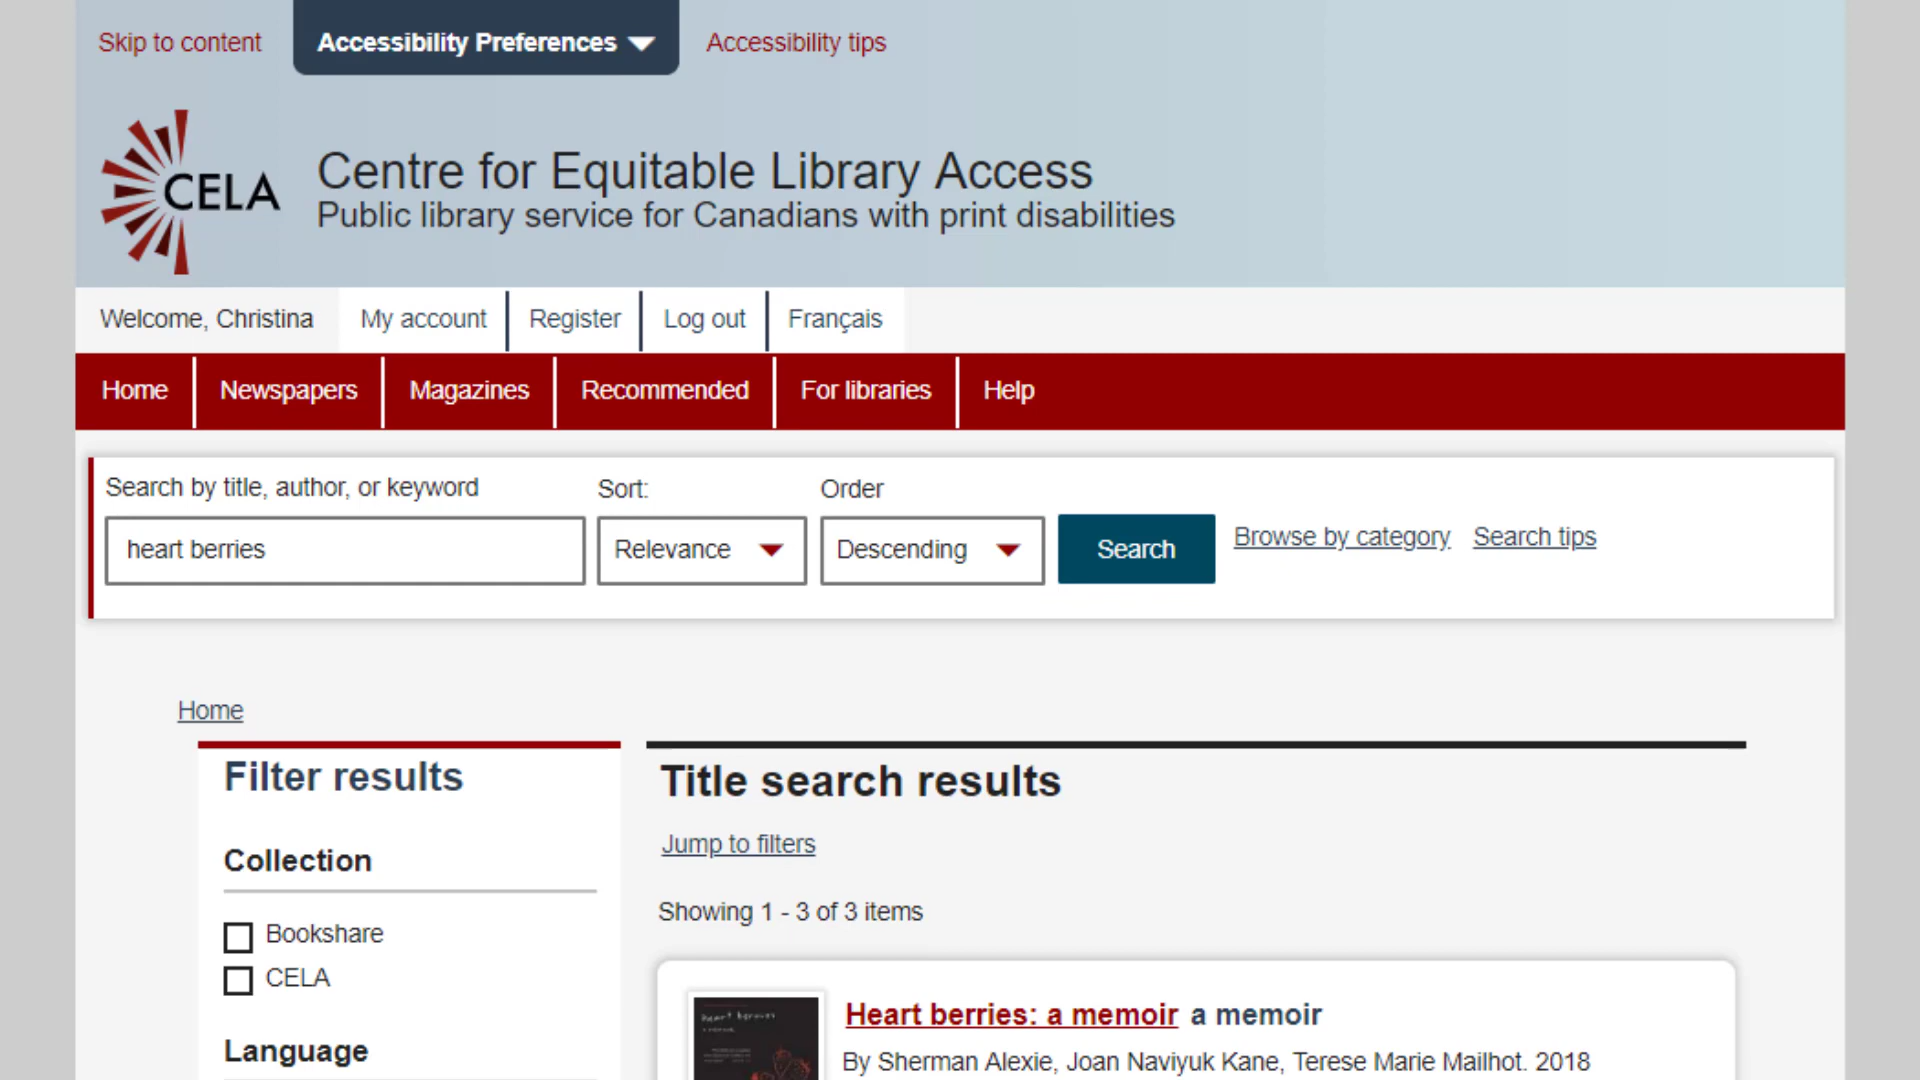 Skip to content
Accessibility Preferences
Accessibility tips
CELA
Centre for Equitable Library Access
Public library service for Canadians with print disabilities
Welcome, Christina
My account
Register
Log out
Français
Home
Newspapers
Magazines
Recommended
For libraries
Help
Search by title, author, or keyword
Sort:
Order
heart berries
Relevance
Descending
Search
Browse by category
Search tips
Home
Filter results
Collection
Bookshare
CELA
Language
Title search results
Jump to filters
Showing 1 - 3 of 3 items
heart berries
Heart berries: a memoir a memoir
By Sherman Alexie, Joan Naviyuk Kane, Terese Marie Mailhot. 2018